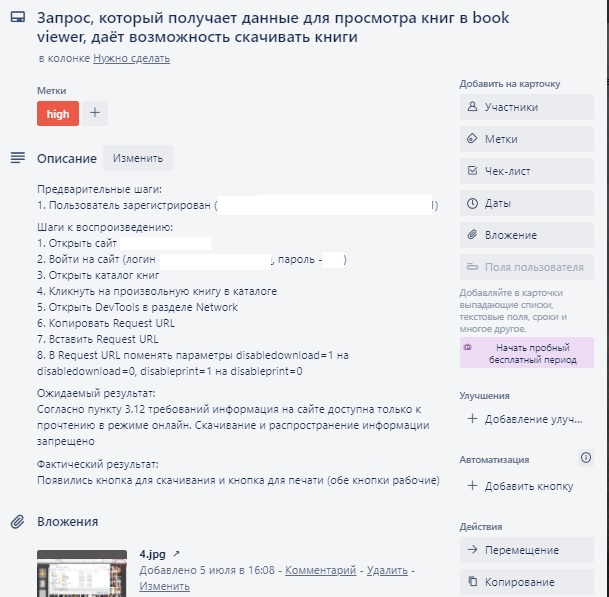 Запрос, который получает данные для просмотра книг в book
viewer, даёт возможность скачивать книги
в колонке Нужно сделать
Метки
high
+
Описание
Изменить
Предварительные шаги:
1. Пользователь зарегистрирован (
)
Шаги к воспроизведению:
1. Открыть сайт
2. Войти на сайт (логин , пароль - )
3. Открыть каталог книг
4. Кликнуть на произвольную книгу в каталоге
5. Открыть DevTools в разделе Network
6. Копировать Request URL
7. Вставить Request URL
8. В Request URL поменять параметры disabledownload=1 на
disabledownload=0, disableprint=1 на disableprint=0
Ожидаемый результат:
Согласно пункту 3.12 требований информация на сайте доступна только к
прочтению в режиме онлайн. Скачивание и распространение информации
запрещено
Фактический результат:
Появились кнопка для скачивания и кнопка для печати (обе кнопки рабочие)
Вложения
4.jpg ↗
Добавлено 5 июля в 16:08 - Комментарий - Удалить -
Изменить
Добавить на карточку
Участники
Метки
Чек-лист
Даты
Вложение
Поля пользователя
Добавляйте в карточки
выпадающие списки,
текстовые поля, сроки и
многое другое.
Начать пробный
бесплатный период
Улучшения
+ Добавление улуч...
Автоматизация
+ Добавить кнопку
Действия
→ Перемещение
Копирование